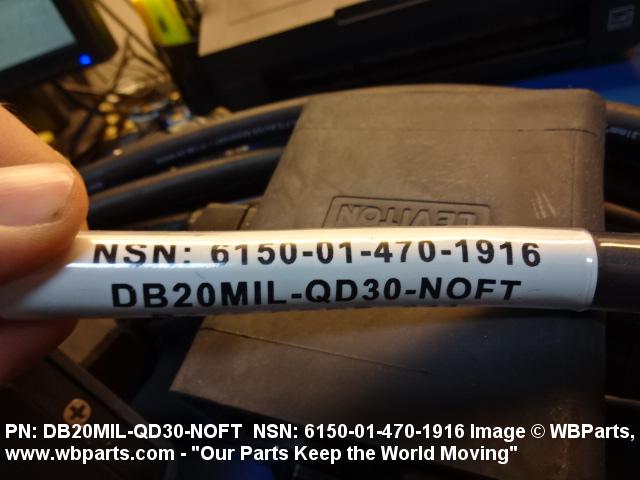 LEVITON
NSN: 6150-01-470-1916
DB20MIL-QD30-NOFT
PN: DB20MIL-QD30-NOFT  NSN: 6150-01-470-1916 Image © WBParts,
www.wbparts.com - "Our Parts Keep the World Moving"